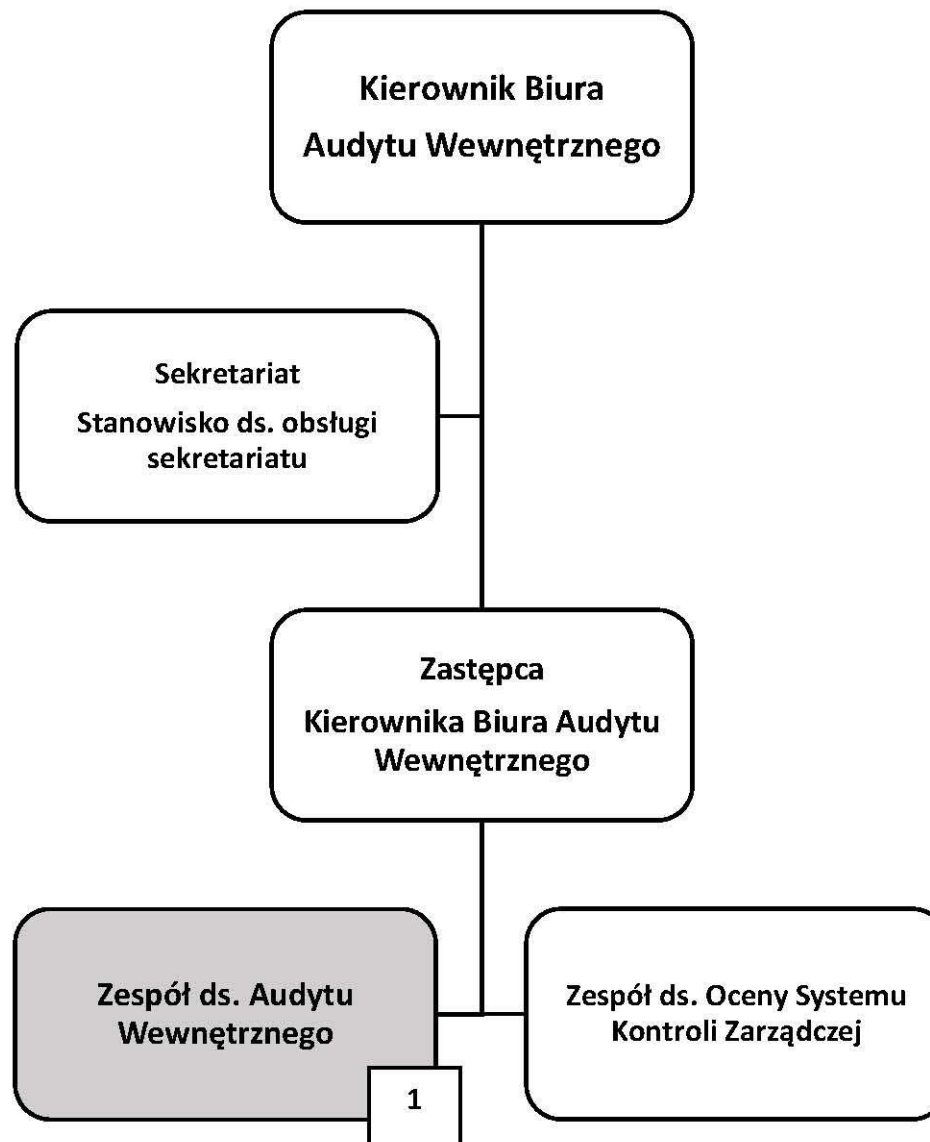 Kierownik Biura
Audytu Wewnętrznego
Sekretariat
Stanowisko ds. obsługi
sekretariatu
Zastępca
Kierownika Biura Audytu
Wewnętrznego
Zespół ds. Audytu
Wewnętrznego
1
Zespół ds. Oceny Systemu
Kontroli Zarządczej